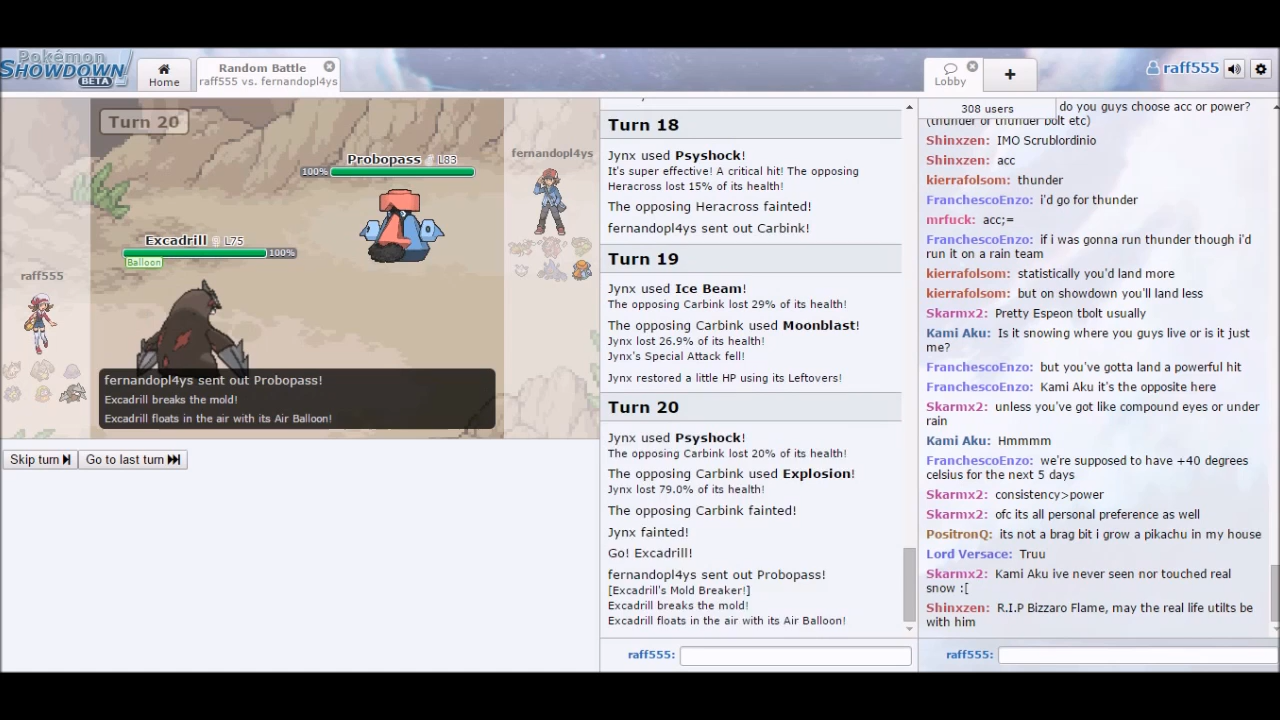 Pokémon
SHOWDOWN
BETA
Home
Random Battle
raff555 vs. fernandopl4ys
Lobby
+
raff555
Turn 20
Probopass L83
100%
Excadrill L75
100%
Balloon
raff555
fernandopl4ys
fernandopl4ys sent out Probopass!
Excadrill breaks the mold!
Excadrill floats in the air with its Air Balloon!
Skip turn
Go to last turn
Turn 18
Jynx used Psyshock!
It's super effective! A critical hit! The opposing
Heracross lost 15% of its health!
The opposing Heracross fainted!
fernandopl4ys sent out Carbink!
Turn 19
Jynx used Ice Beam!
The opposing Carbink lost 29% of its health!
The opposing Carbink used Moonblast!
Jynx lost 26.9% of its health!
Jynx's Special Attack fell!
Jynx restored a little HP using its Leftovers!
Turn 20
Jynx used Psyshock!
The opposing Carbink lost 20% of its health!
The opposing Carbink used Explosion!
Jynx lost 79.0% of its health!
The opposing Carbink fainted!
Jynx fainted!
Go! Excadrill!
fernandopl4ys sent out Probopass!
[Excadrill's Mold Breaker!]
Excadrill breaks the mold!
Excadrill floats in the air with its Air Balloon!
raff555:
308 users
do you guys choose acc or power?
(thunder or thunder bolt etc)
Shinxzen: IMO Scrublordinio
Shinxzen: acc
kierrafolsom: thunder
FranchescoEnzo: i'd go for thunder
mrfuck: acc;=
FranchescoEnzo: if i was gonna run thunder though i'd
run it on a rain team
kierrafolsom: statistically you'd land more
kierrafolsom: but on showdown you'll land less
Skarmx2: Pretty Espeon tbolt usually
Kami Aku: Is it snowing where you guys live or is it just
me?
FranchescoEnzo: but you've gotta land a powerful hit
FranchescoEnzo: Kami Aku it's the opposite here
Skarmx2: unless you've got like compound eyes or under
rain
Kami Aku: Hmmmm
FranchescoEnzo: we're supposed to have +40 degrees
celsius for the next 5 days
Skarmx2: consistency>power
Skarmx2: ofc its all personal preference as well
PositronQ: its not a brag bit i grow a pikachu in my house
Lord Versace: Truu
Skarmx2: Kami Aku ive never seen nor touched real
snow :[
Shinxzen: R.I.P Bizzaro Flame, may the real life utilts be
with him
raff555: